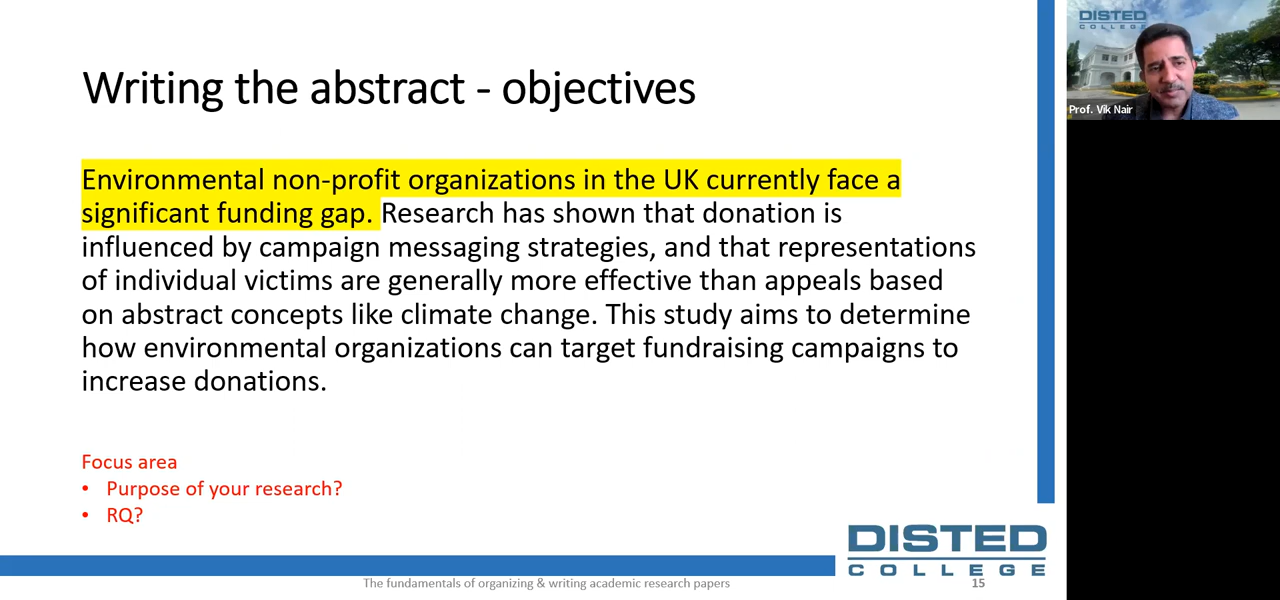 Writing the abstract - objectives
Environmental non-profit organizations in the UK currently face a
significant funding gap. Research has shown that donation is
influenced by campaign messaging strategies, and that representations
of individual victims are generally more effective than appeals based
on abstract concepts like climate change. This study aims to determine
how environmental organizations can target fundraising campaigns to
increase donations.
Focus area
• Purpose of your research?
• RQ?
DISTED
COLLEGE
The fundamentals of organizing & writing academic research papers
15
DISTED
COLLEGE
Prof. Vik Nair